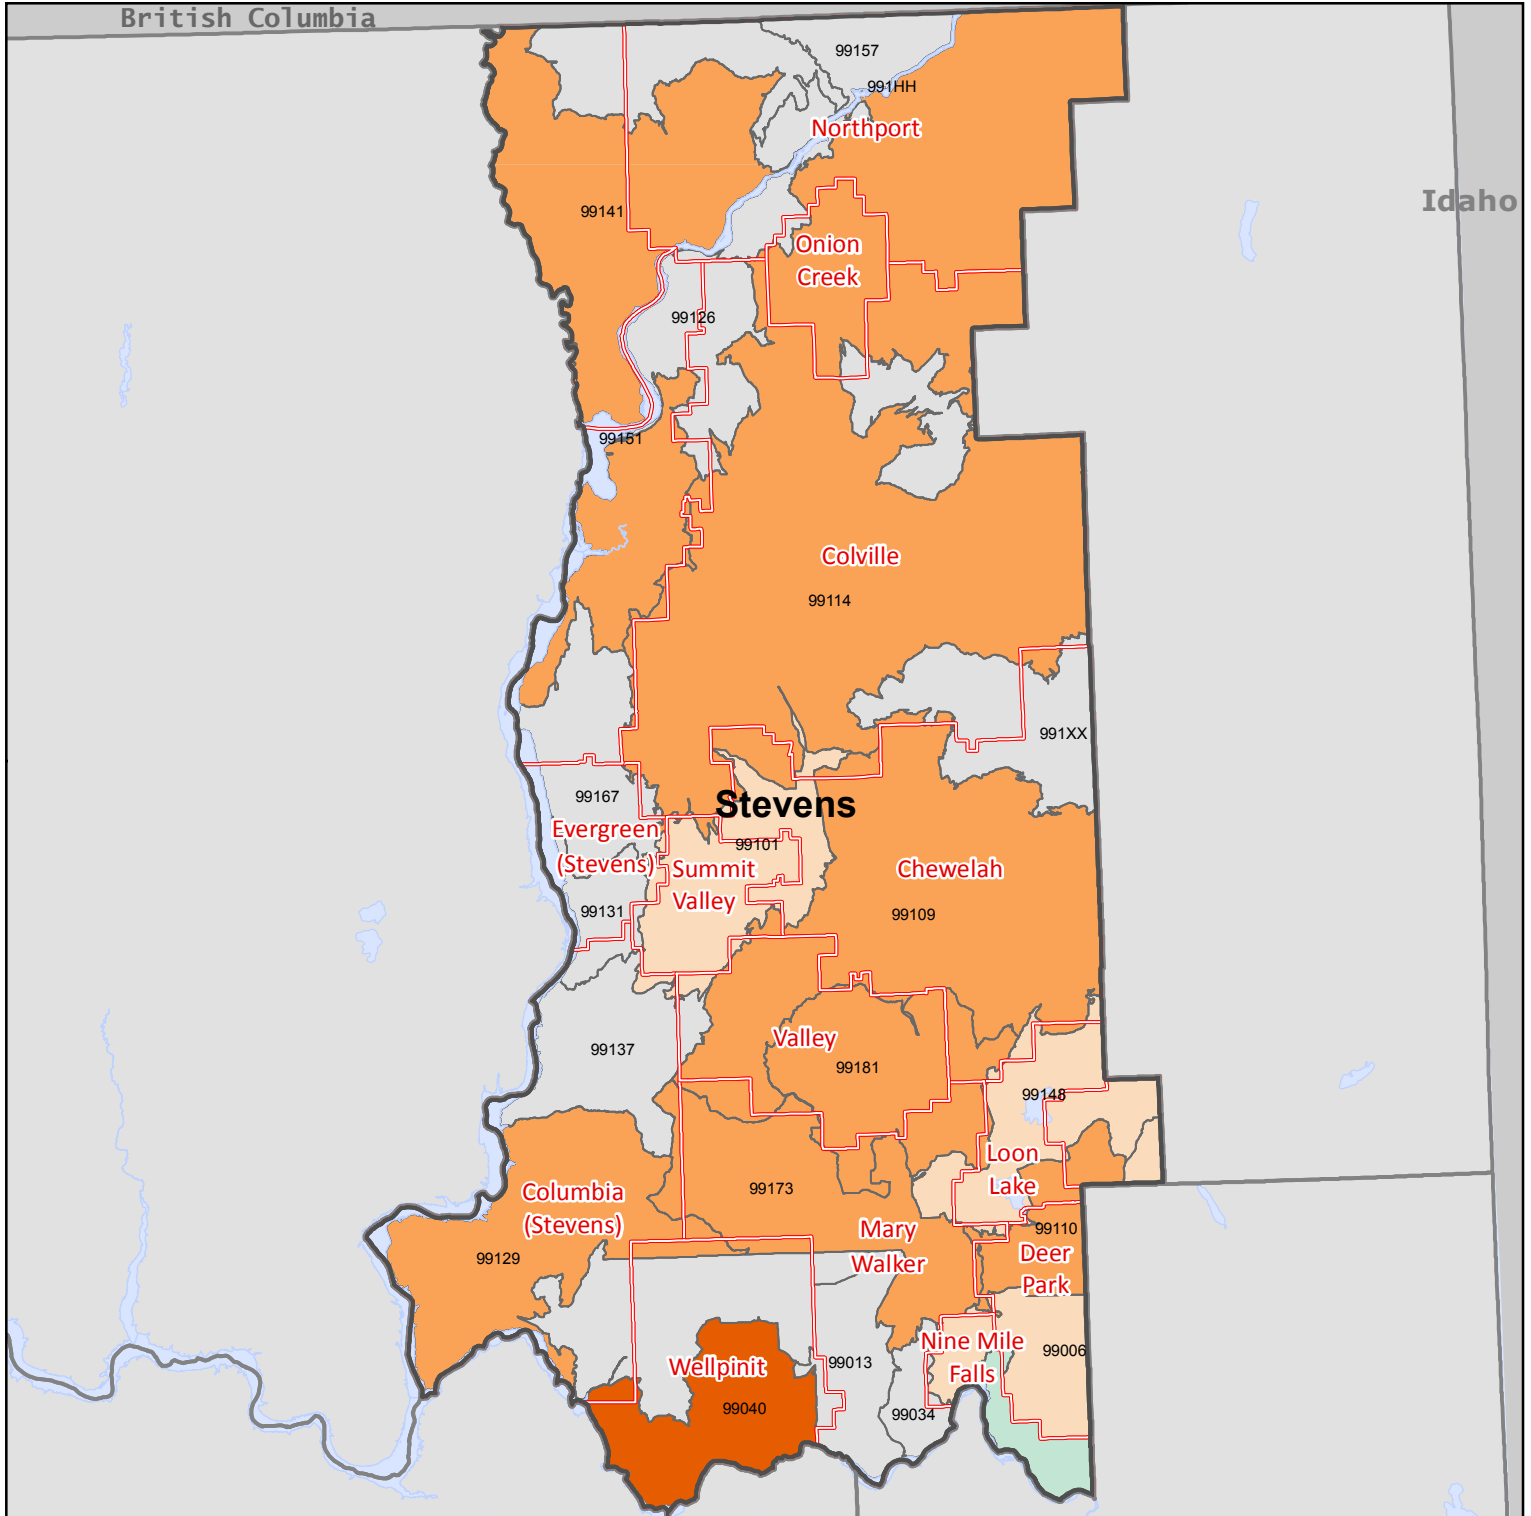 British Columbia
99157
991HH
Northport
Idaho
99141
Onion
Creek
99126
99151
Colville
99114
991XX
99167
Stevens
Evergreen
(Stevens)
99101
Summit
Valley
Chewelah
99131
99109
99137
Valley
99181
99148
Loon
Lake
Columbia
(Stevens)
99173
Mary
Walker
99110
Deer
Park
99129
Nine Mile
Falls
99006
Wellpinit
99013
99040
99034